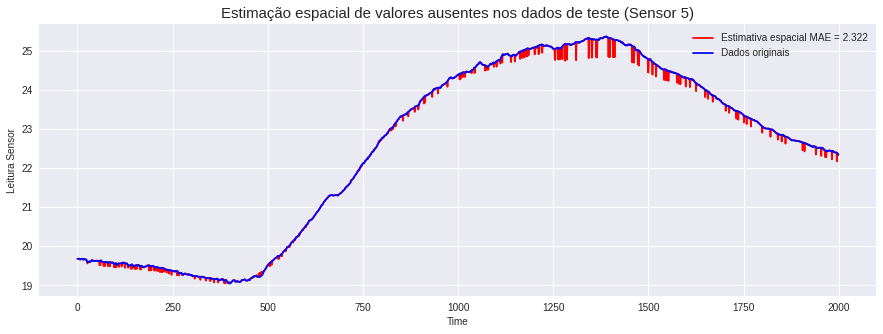 Estimação espacial de valores ausentes nos dados de teste (Sensor 5)
Estimativa espacial MAE = 2.322
Dados originais
Leitura Sensor
25
24
23
22
21
20
19
0 250 500 750 1000 1250 1500 1750 2000
Time